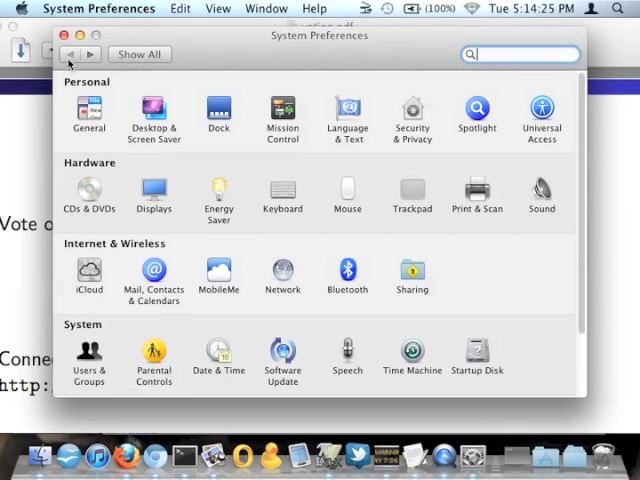 System Preferences Edit View Window Help (100%) Tue 5:14:25 PM
System Preferences
Show All
Personal
General
Desktop &
Screen Saver
Dock
Mission
Control
Language
& Text
Security
& Privacy
Spotlight
Universal
Access
Hardware
CDs & DVDs
Displays
Energy
Saver
Keyboard
Mouse
Trackpad
Print & Scan
Sound
Internet & Wireless
iCloud
Mail, Contacts
& Calendars
MobileMe
Network
Bluetooth
Sharing
System
Users &
Groups
Parental
Controls
Date & Time
Software
Update
Speech
Time Machine
Startup Disk
Vote o
Conne
http: